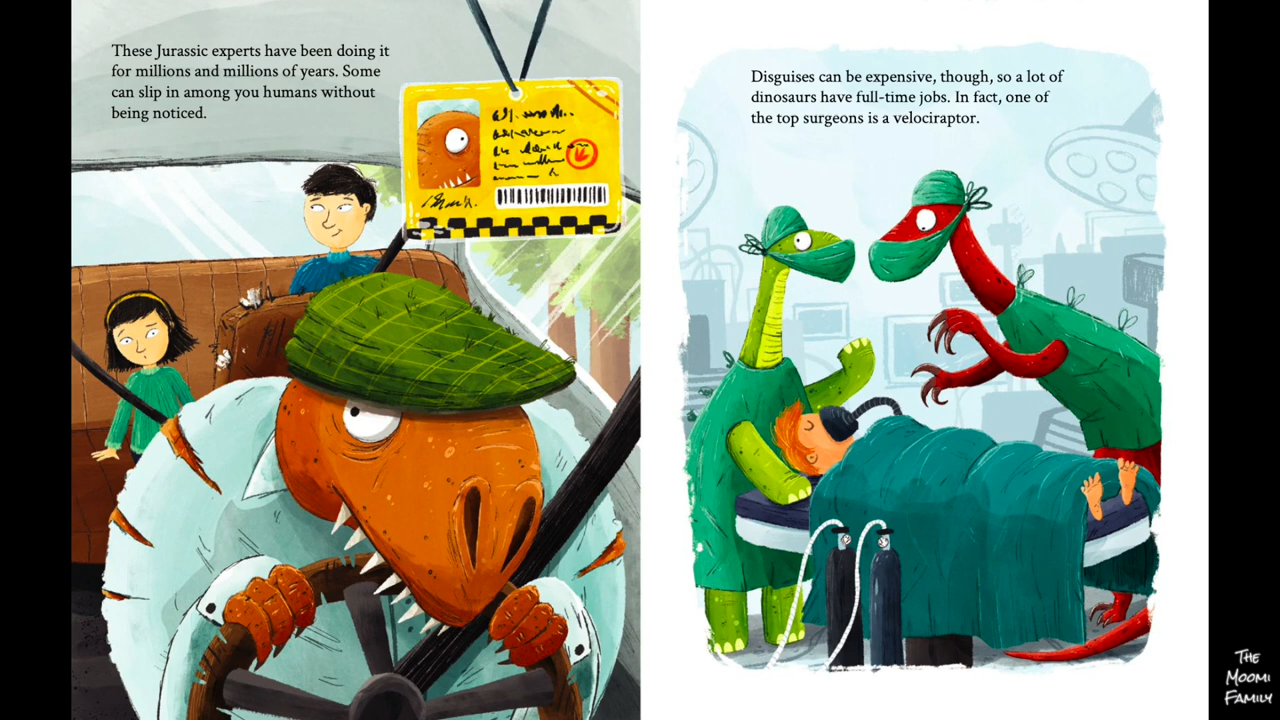 These Jurassic experts have been doing it
for millions and millions of years. Some
can slip in among you humans without
being noticed.
Disguises can be expensive, though, so a lot of
dinosaurs have full-time jobs. In fact, one of
the top surgeons is a velociraptor.
THE
MOOMI
FAMILY